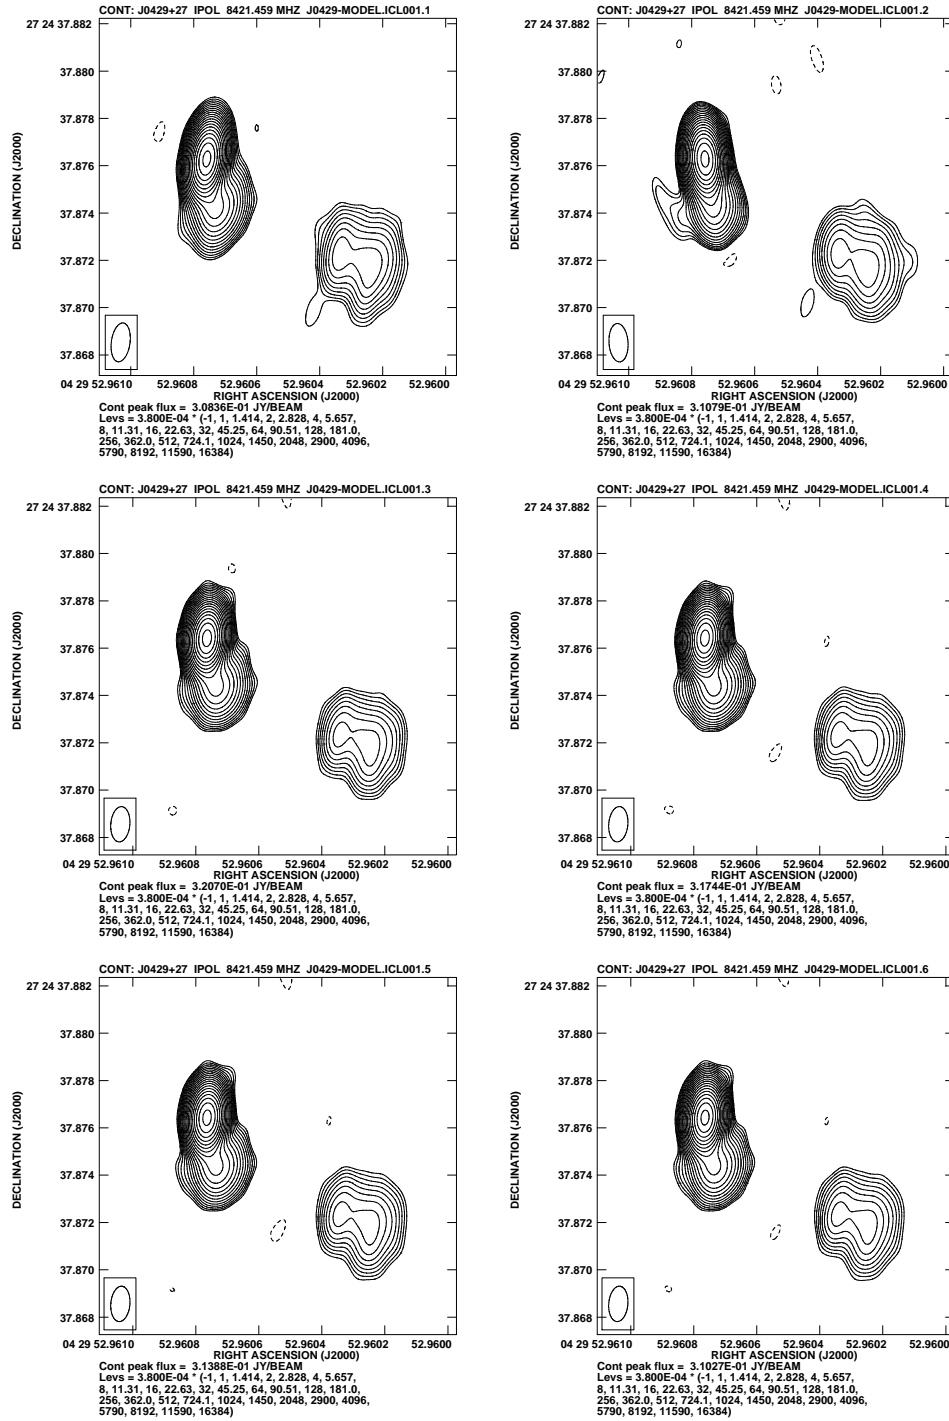 CONT: J0429+27 IPOL 8421.459 MHZ J0429-MODEL.ICL001.1
27 24 37.882
37.880
37.878
37.876
37.874
37.872
37.870
37.868
DECLINATION (J2000)
04 29 52.9610 52.9608 52.9606 52.9604 52.9602 52.9600
RIGHT ASCENSION (J2000)
Cont peak flux = 3.0836E-01 JY/BEAM
Levs = 3.800E-04 * (-1, 1, 1.414, 2, 2.828, 4, 5.657,
8, 11.31, 16, 22.63, 32, 45.25, 64, 90.51, 128, 181.0,
256, 362.0, 512, 724.1, 1024, 1450, 2048, 2900, 4096,
5790, 8192, 11590, 16384)
CONT: J0429+27 IPOL 8421.459 MHZ J0429-MODEL.ICL001.2
27 24 37.882
37.880
37.878
37.876
37.874
37.872
37.870
37.868
DECLINATION (J2000)
04 29 52.9610 52.9608 52.9606 52.9604 52.9602 52.9600
RIGHT ASCENSION (J2000)
Cont peak flux = 3.1079E-01 JY/BEAM
Levs = 3.800E-04 * (-1, 1, 1.414, 2, 2.828, 4, 5.657,
8, 11.31, 16, 22.63, 32, 45.25, 64, 90.51, 128, 181.0,
256, 362.0, 512, 724.1, 1024, 1450, 2048, 2900, 4096,
5790, 8192, 11590, 16384)
CONT: J0429+27 IPOL 8421.459 MHZ J0429-MODEL.ICL001.3
27 24 37.882
37.880
37.878
37.876
37.874
37.872
37.870
37.868
DECLINATION (J2000)
04 29 52.9610 52.9608 52.9606 52.9604 52.9602 52.9600
RIGHT ASCENSION (J2000)
Cont peak flux = 3.2070E-01 JY/BEAM
Levs = 3.800E-04 * (-1, 1, 1.414, 2, 2.828, 4, 5.657,
8, 11.31, 16, 22.63, 32, 45.25, 64, 90.51, 128, 181.0,
256, 362.0, 512, 724.1, 1024, 1450, 2048, 2900, 4096,
5790, 8192, 11590, 16384)
CONT: J0429+27 IPOL 8421.459 MHZ J0429-MODEL.ICL001.4
27 24 37.882
37.880
37.878
37.876
37.874
37.872
37.870
37.868
DECLINATION (J2000)
04 29 52.9610 52.9608 52.9606 52.9604 52.9602 52.9600
RIGHT ASCENSION (J2000)
Cont peak flux = 3.1744E-01 JY/BEAM
Levs = 3.800E-04 * (-1, 1, 1.414, 2, 2.828, 4, 5.657,
8, 11.31, 16, 22.63, 32, 45.25, 64, 90.51, 128, 181.0,
256, 362.0, 512, 724.1, 1024, 1450, 2048, 2900, 4096,
5790, 8192, 11590, 16384)
CONT: J0429+27 IPOL 8421.459 MHZ J0429-MODEL.ICL001.5
27 24 37.882
37.880
37.878
37.876
37.874
37.872
37.870
37.868
DECLINATION (J2000)
04 29 52.9610 52.9608 52.9606 52.9604 52.9602 52.9600
RIGHT ASCENSION (J2000)
Cont peak flux = 3.1388E-01 JY/BEAM
Levs = 3.800E-04 * (-1, 1, 1.414, 2, 2.828, 4, 5.657,
8, 11.31, 16, 22.63, 32, 45.25, 64, 90.51, 128, 181.0,
256, 362.0, 512, 724.1, 1024, 1450, 2048, 2900, 4096,
5790, 8192, 11590, 16384)
CONT: J0429+27 IPOL 8421.459 MHZ J0429-MODEL.ICL001.6
27 24 37.882
37.880
37.878
37.876
37.874
37.872
37.870
37.868
DECLINATION (J2000)
04 29 52.9610 52.9608 52.9606 52.9604 52.9602 52.9600
RIGHT ASCENSION (J2000)
Cont peak flux = 3.1027E-01 JY/BEAM
Levs = 3.800E-04 * (-1, 1, 1.414, 2, 2.828, 4, 5.657,
8, 11.31, 16, 22.63, 32, 45.25, 64, 90.51, 128, 181.0,
256, 362.0, 512, 724.1, 1024, 1450, 2048, 2900, 4096,
5790, 8192, 11590, 16384)